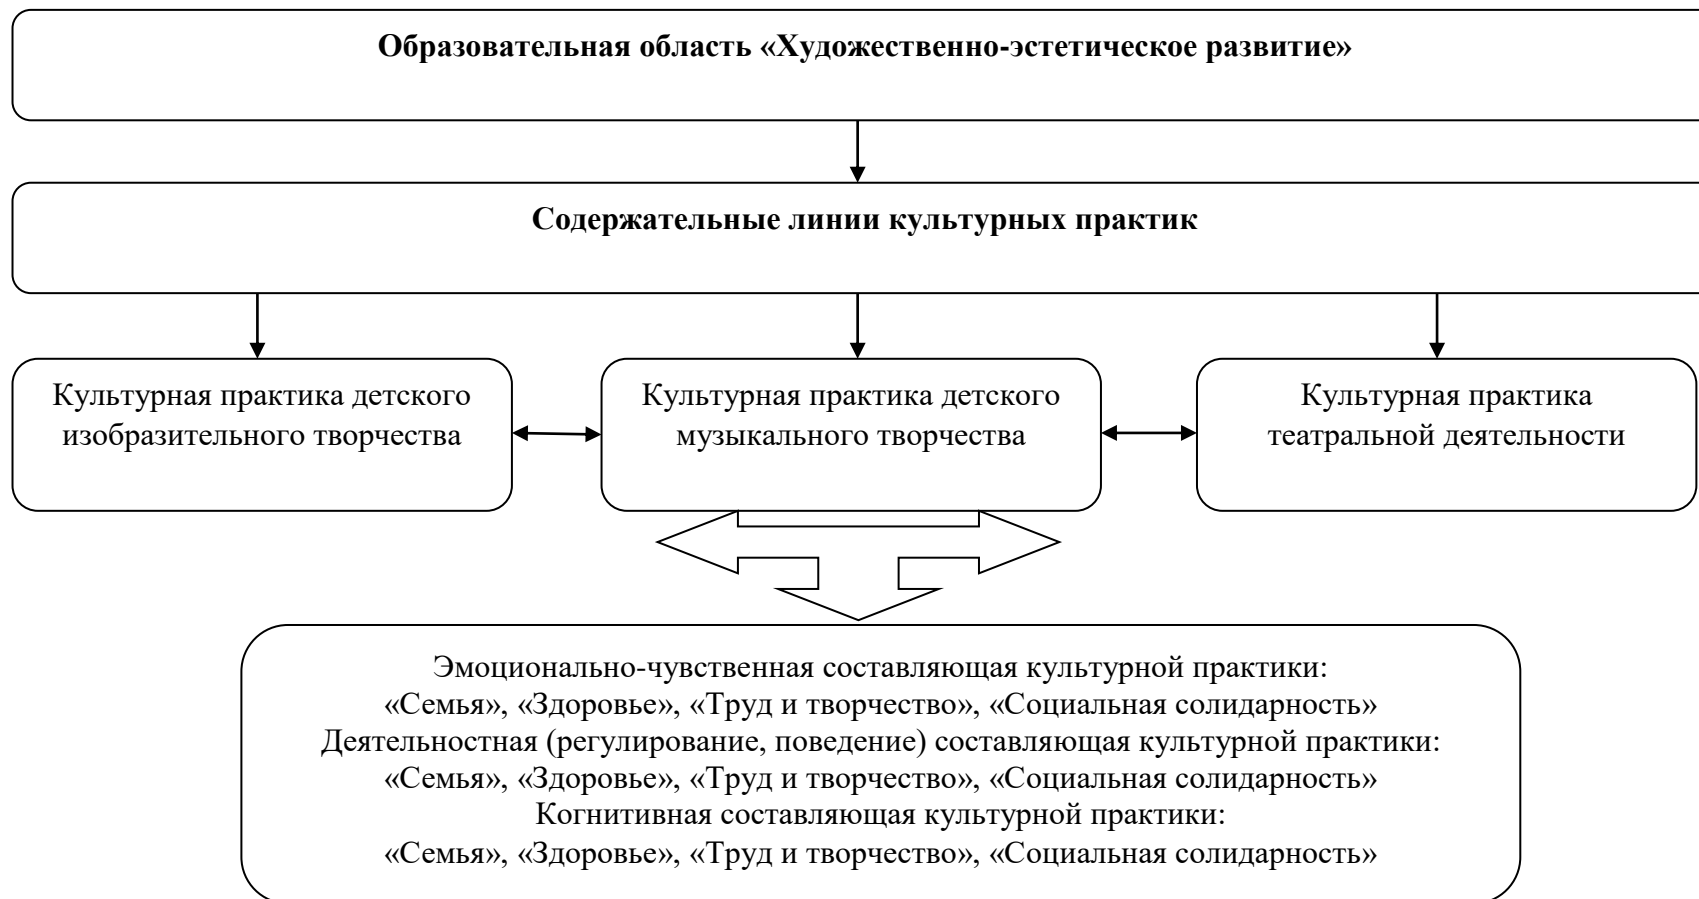 Образовательная область «Художественно-эстетическое развитие»
Содержательные линии культурных практик
Культурная практика детского
изобразительного творчества
Культурная практика детского
музыкального творчества
Культурная практика
театральной деятельности
Эмоционально-чувственная составляющая культурной практики:
«Семья», «Здоровье», «Труд и творчество», «Социальная солидарность»
Деятельностная (регулирование, поведение) составляющая культурной практики:
«Семья», «Здоровье», «Труд и творчество», «Социальная солидарность»
Когнитивная составляющая культурной практики:
«Семья», «Здоровье», «Труд и творчество», «Социальная солидарность»